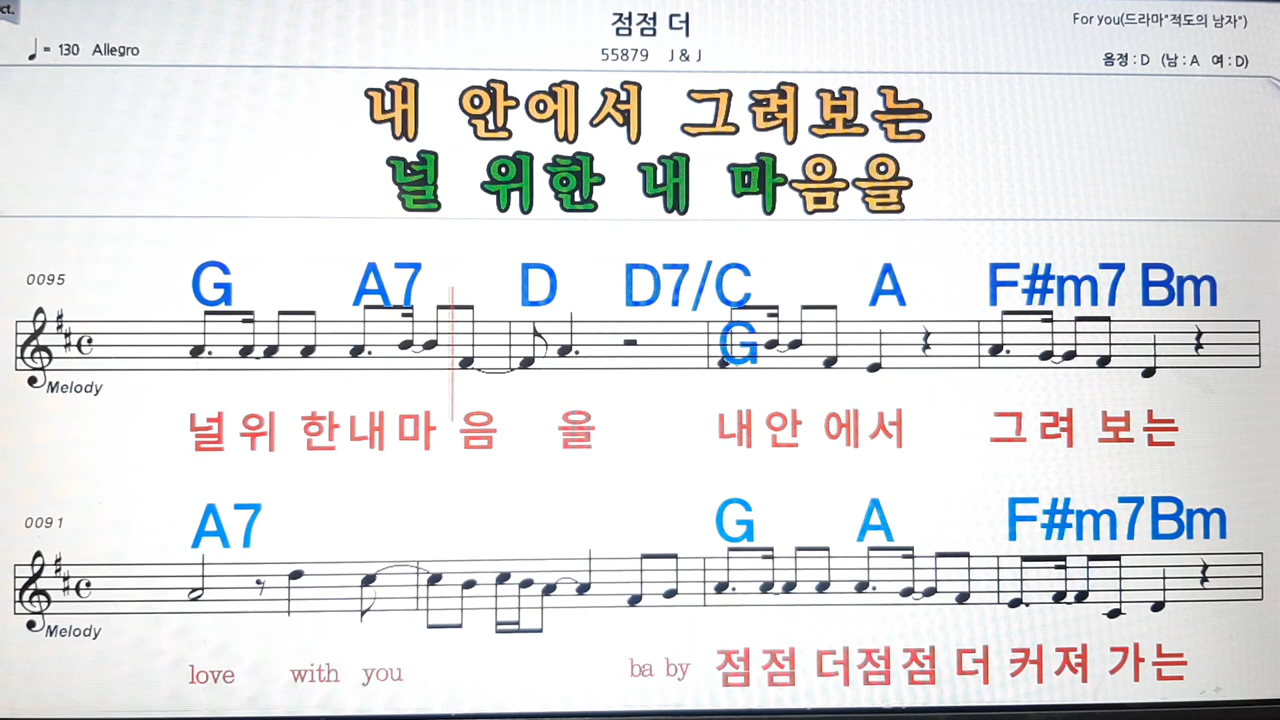 ct.
점점 더
For you(드라마"적도의 남자")
♩= 130 Allegro
55879 J & J
음정 : D (남 : A 여 : D)
내 안에서 그려보는
널 위한 내 마음을
0095
G A7 D D7/C G A F#m7 Bm
Melody
널 위 한 내 마 음 을 내 안 에 서 그 려 보 는
0091
A7 G A F#m7 Bm
Melody
love with you ba by 점 점 더 점 점 더 커 져 가 는